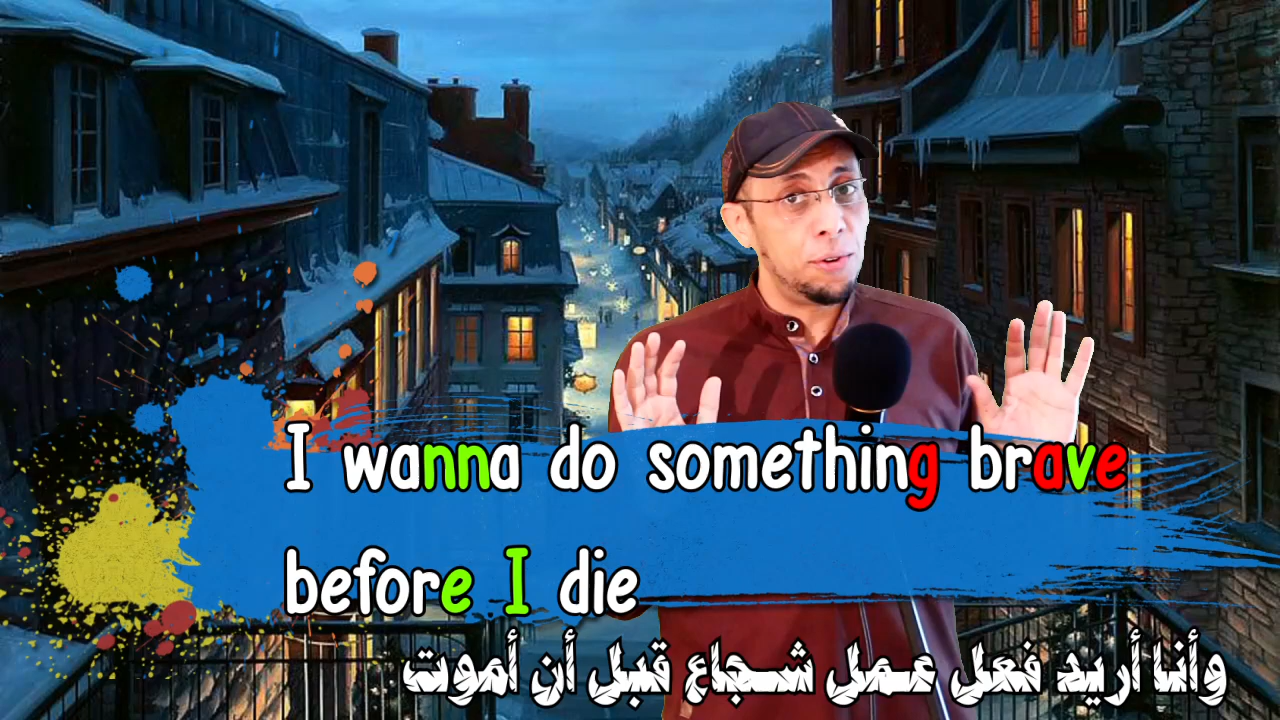 I wanna do something brave
before I die
وأنا أريد فعل عمل شجاع قبل أن أموت